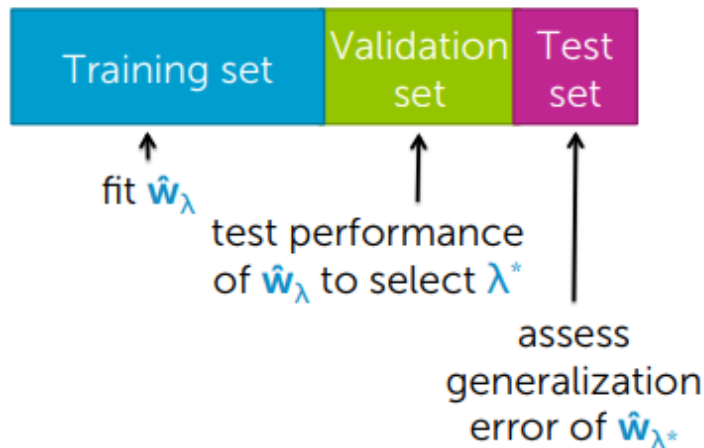 Training set
Validation
set
Test
set
fit ŵλ
test performance
of ŵλ to select λ*
assess
generalization
error of ŵλ*